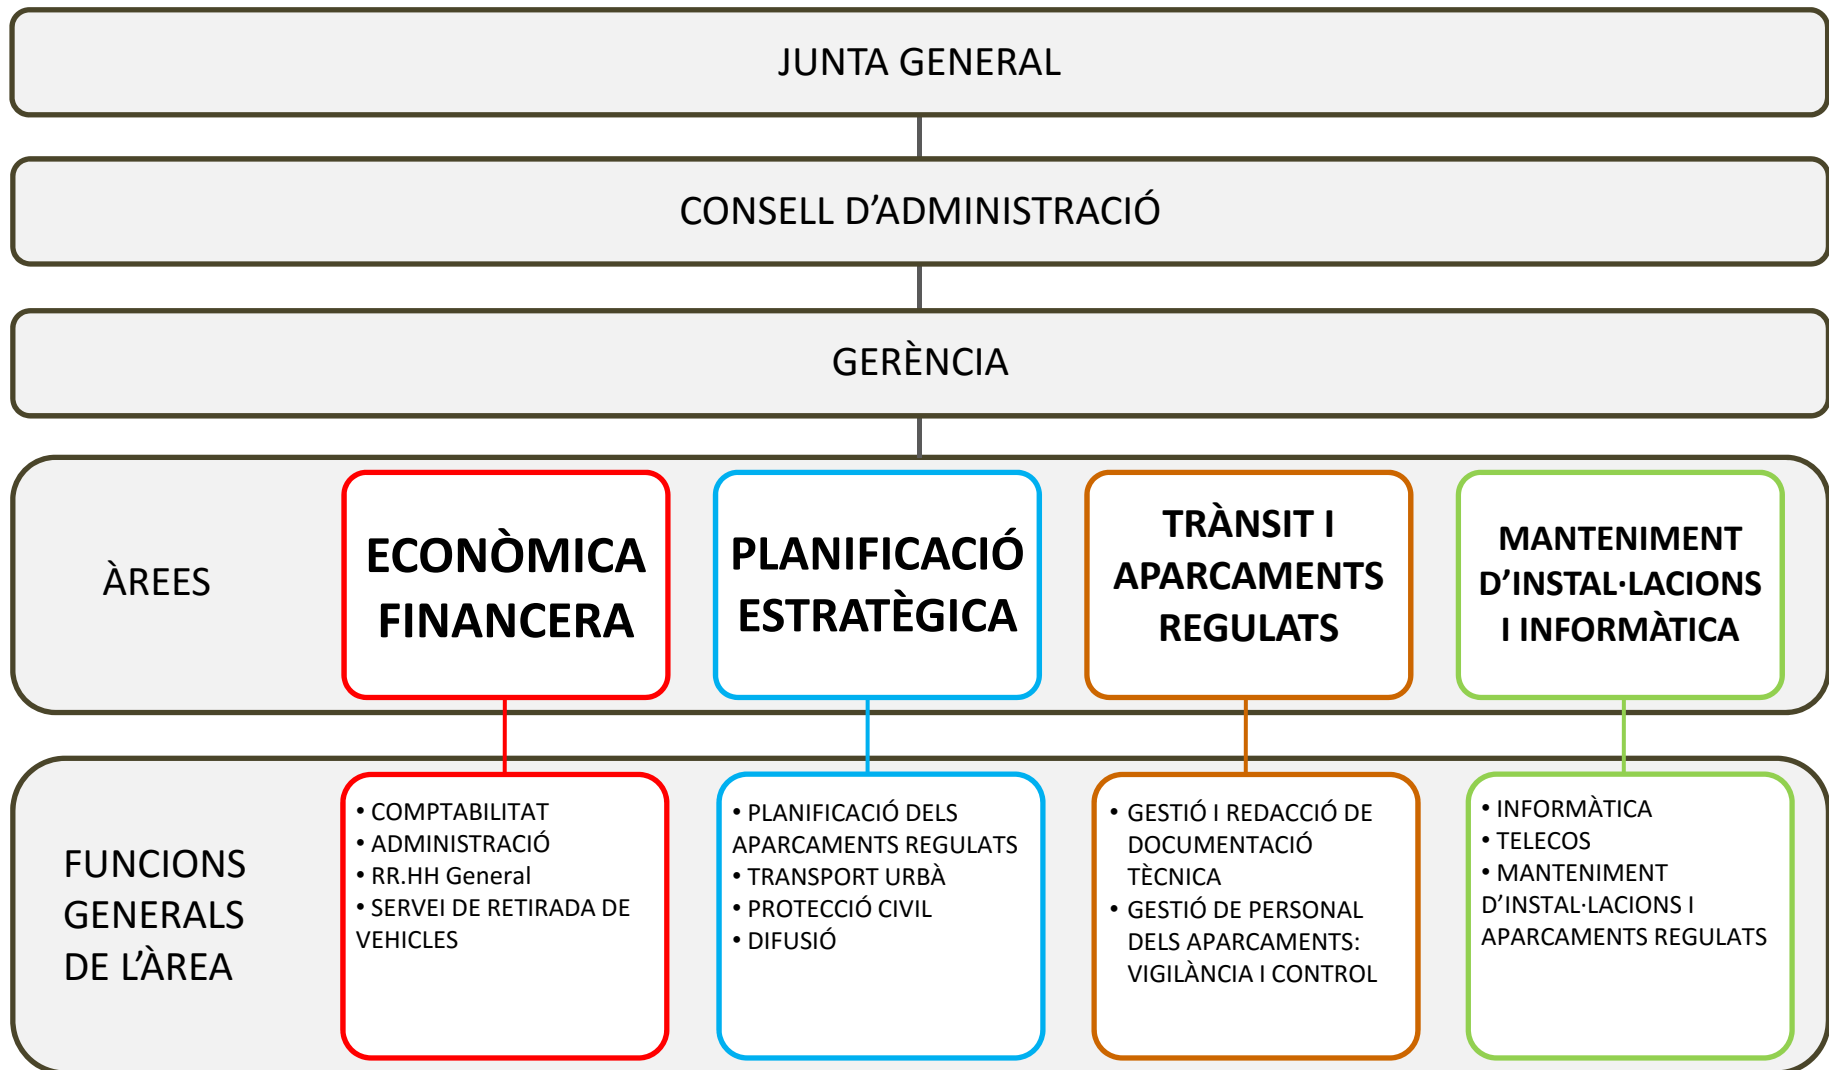 JUNTA GENERAL
CONSELL D’ADMINISTRACIÓ
GERÈNCIA
ÀREES
ECONÒMICA
FINANCERA
PLANIFICACIÓ
ESTRATÈGICA
TRÀNSIT I
APARCAMENTS
REGULATS
MANTENIMENT
D’INSTAL·LACIONS
I INFORMÀTICA
FUNCIONS
GENERALS
DE L’ÀREA
• COMPTABILITAT
• ADMINISTRACIÓ
• RR.HH General
• SERVEI DE RETIRADA DE
VEHICLES
• PLANIFICACIÓ DELS
APARCAMENTS REGULATS
• TRANSPORT URBÀ
• PROTECCIÓ CIVIL
• DIFUSIÓ
• GESTIÓ I REDACCIÓ DE
DOCUMENTACIÓ
TÈCNICA
• GESTIÓ DE PERSONAL
DELS APARCAMENTS:
VIGILÀNCIA I CONTROL
• INFORMÀTICA
• TELECOS
• MANTENIMENT
D’INSTAL·LACIONS I
APARCAMENTS REGULATS